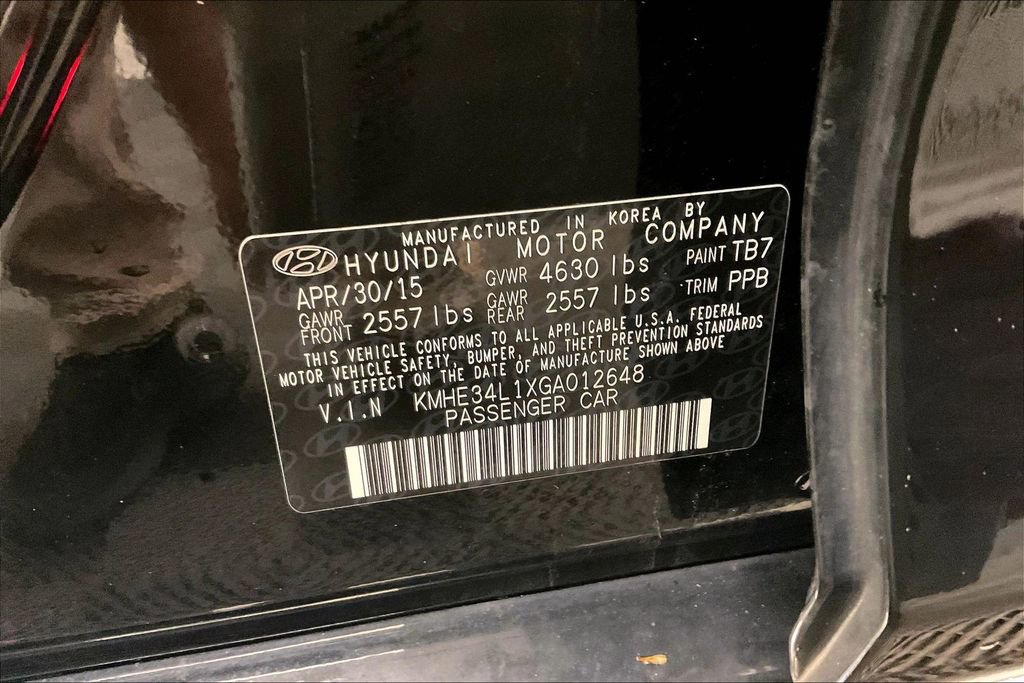 MANUFACTURED IN KOREA BY
HYUNDAI MOTOR COMPANY
APR/30/15 GVWR 4630 lbs PAINT TB7
GAWR FRONT 2557 lbs GAWR REAR 2557 lbs TRIM PPB
THIS VEHICLE CONFORMS TO ALL APPLICABLE U.S.A. FEDERAL
MOTOR VEHICLE SAFETY, BUMPER, AND THEFT PREVENTION STANDARDS
IN EFFECT ON THE DATE OF MANUFACTURE SHOWN ABOVE
V.I.N KMHE34L1XGA012648
PASSENGER CAR